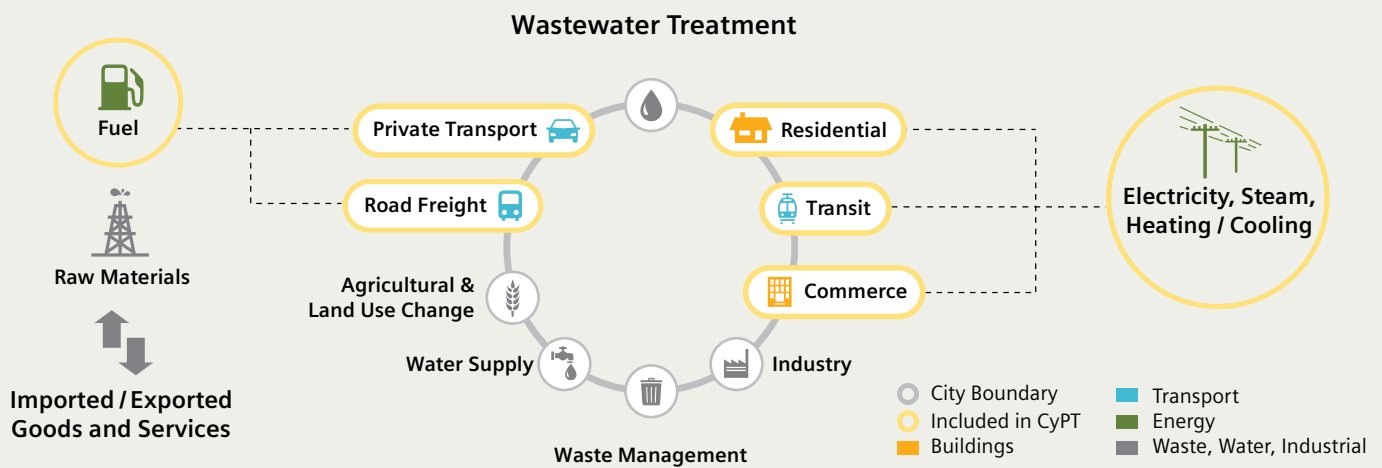 Wastewater Treatment
Fuel
Private Transport
Residential
Road Freight
Transit
Electricity, Steam,
Heating / Cooling
Raw Materials
Agricultural &
Land Use Change
Commerce
Water Supply
Industry
Imported / Exported
Goods and Services
Waste Management
City Boundary
Included in CyPT
Buildings
Transport
Energy
Waste, Water, Industrial